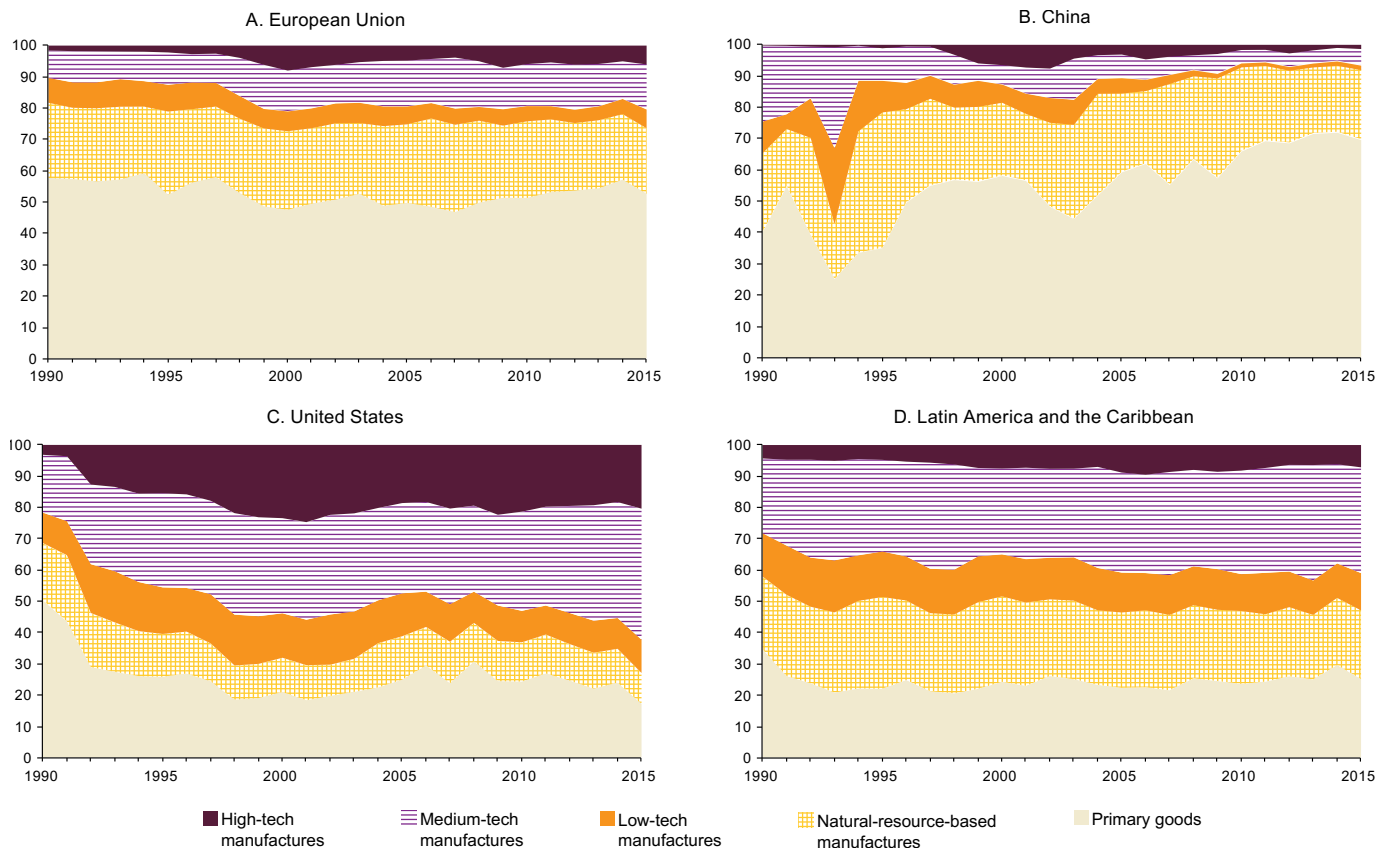 A. European Union
100
90
80
70
60
50
40
30
20
10
0
1990 1995 2000 2005 2010 2015
B. China
100
90
80
70
60
50
40
30
20
10
0
1990 1995 2000 2005 2010 2015
C. United States
100
90
80
70
60
50
40
30
20
10
0
1990 1995 2000 2005 2010 2015
D. Latin America and the Caribbean
100
90
80
70
60
50
40
30
20
10
0
1990 1995 2000 2005 2010 2015
High-tech
manufactures
Medium-tech
manufactures
Low-tech
manufactures
Natural-resource-based
manufactures
Primary goods